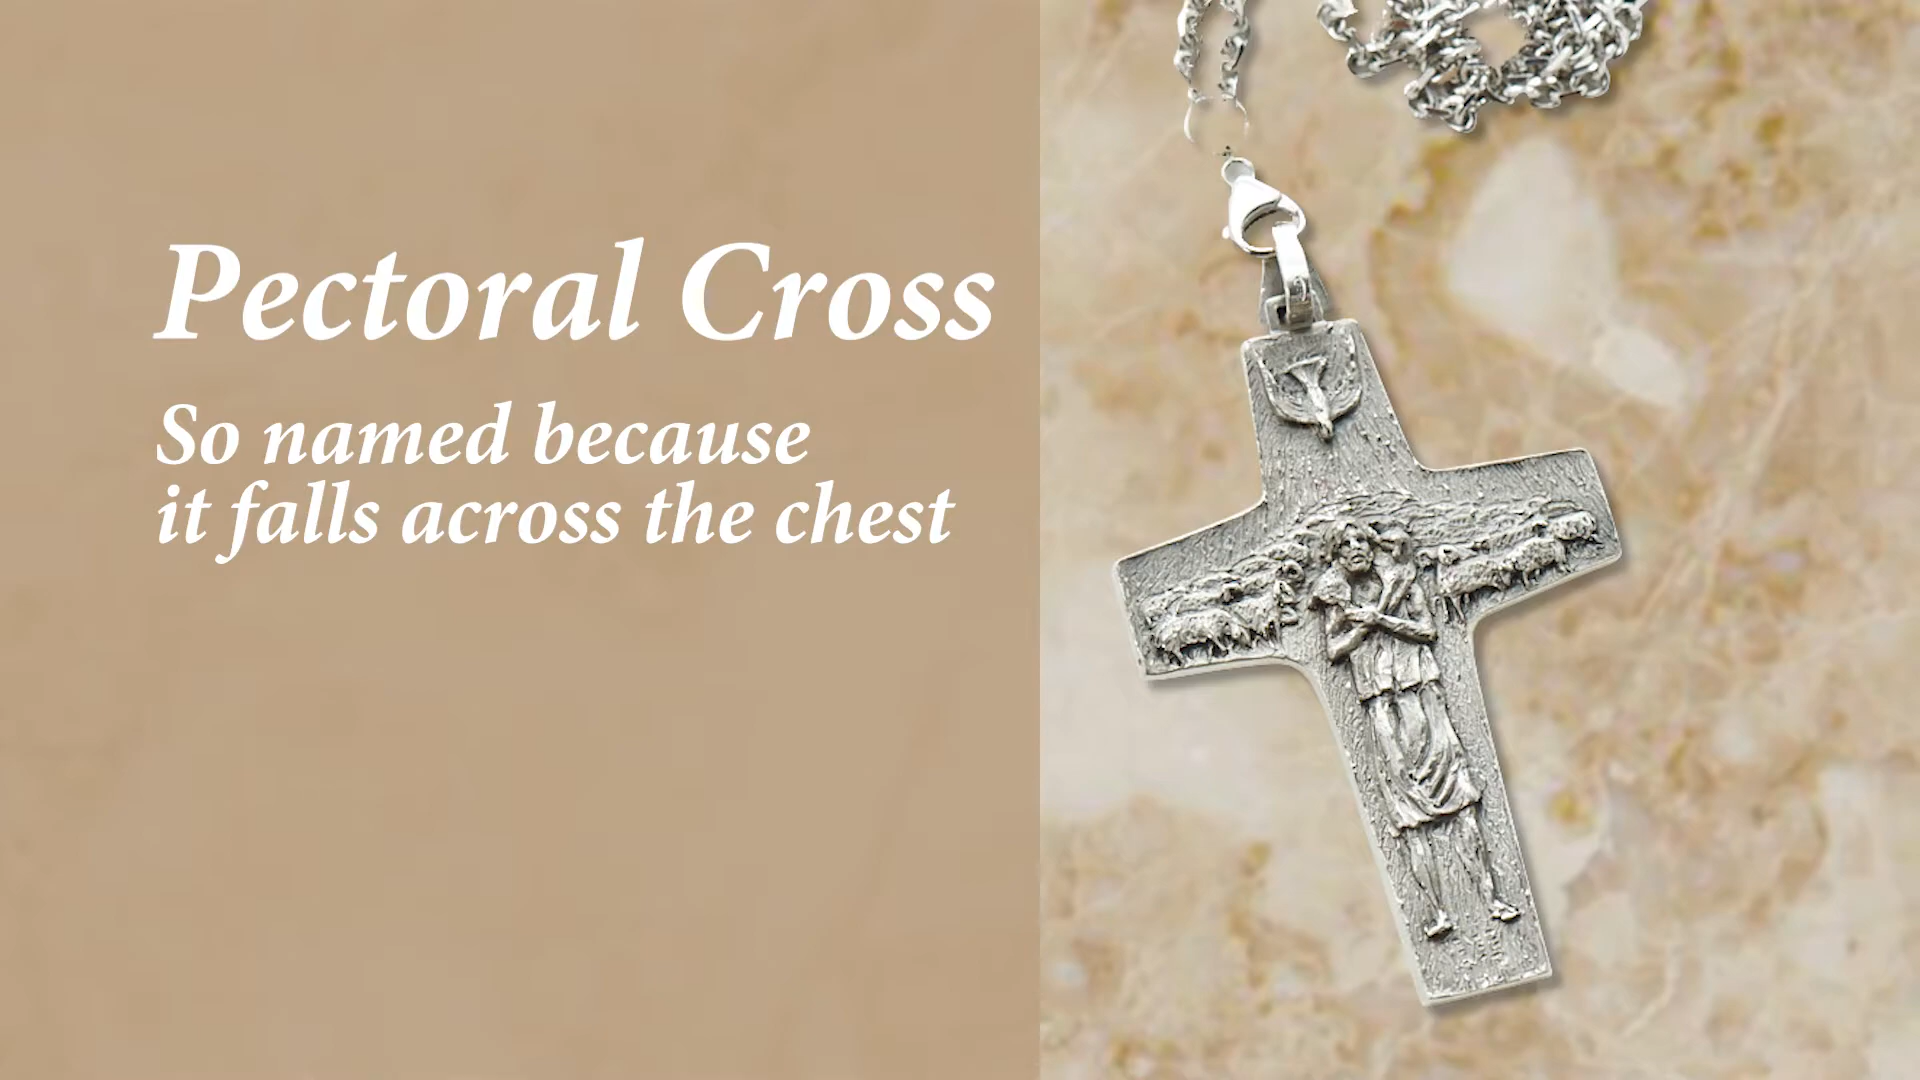 Pectoral Cross
So named because
it falls across the chest